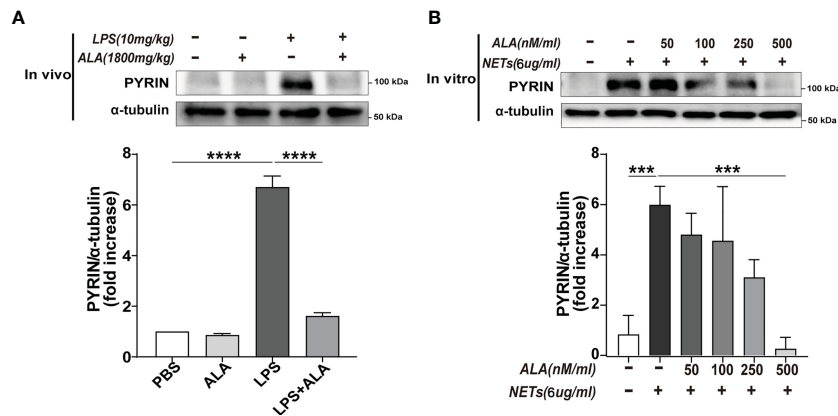 A
In vivo
LPS(10mg/kg) - - + +
ALA(1800mg/kg) - + - +
PYRIN
100 kDa
α-tubulin
50 kDa
**** ****
PYRIN/α-tubulin
(fold increase)
8
6
4
2
0
PBS ALA LPS LPS+ALA
B
In vitro
ALA(nM/ml) - - 50 100 250 500
NETs(6ug/ml) - + + + + +
PYRIN
100 kDa
α-tubulin
50 kDa
*** ***
PYRIN/α-tubulin
(fold increase)
8
6
4
2
0
ALA(nM/ml) - - 50 100 250 500
NETs(6ug/ml) - + + + + +